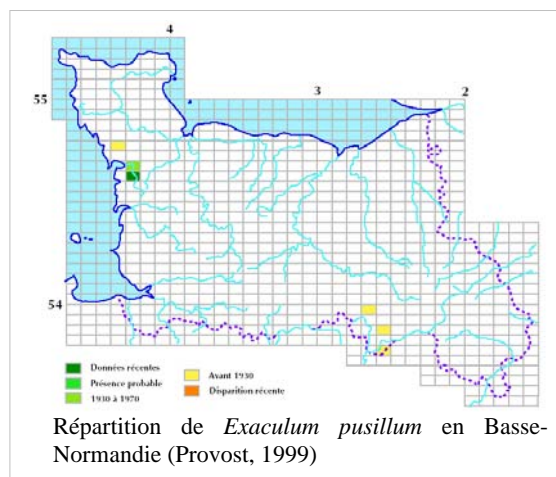 4
3
2
55
54
Données récentes
Présence probable
1930 à 1970
Avant 1930
Disparition récente
Répartition de Exaculum pusillum en Basse-
Normandie (Provost, 1999)